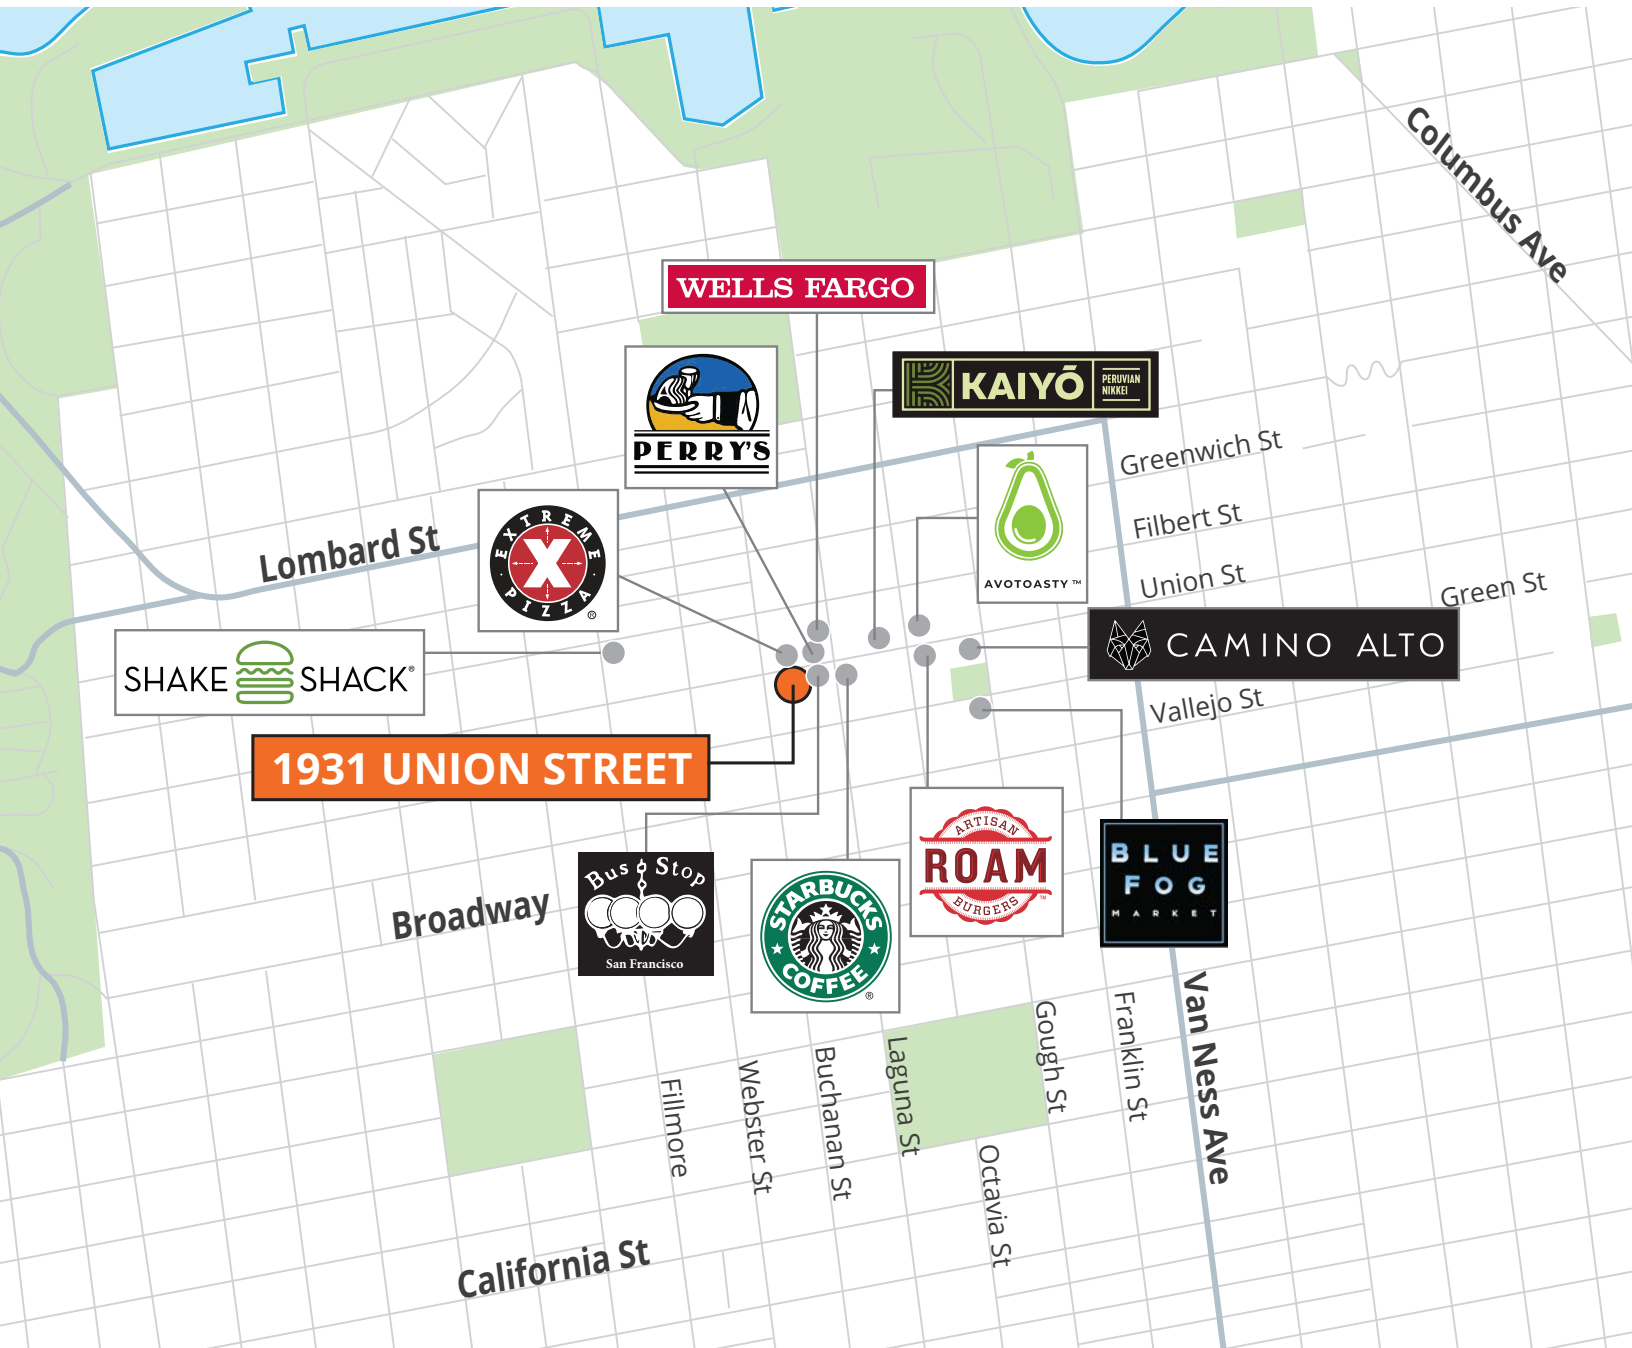 Columbus Ave
WELLS FARGO
PERRY'S
KAIYŌ
PERUVIAN
NIKKEI
Greenwich St
Filbert St
Union St
Green St
Vallejo St
AVOTOASTY™
EXTREME
X
PIZZA
®
Lombard St
SHAKE SHACK®
CAMINO ALTO
1931 UNION STREET
Broadway
Bus Stop
San Francisco
STARBUCKS
COFFEE
®
ARTISAN
ROAM
BURGERS
™
BLUE
FOG
MARKET
Van Ness Ave
Franklin St
Gough St
Laguna St
Buchanan St
Webster St
Fillmore
Octavia St
California St